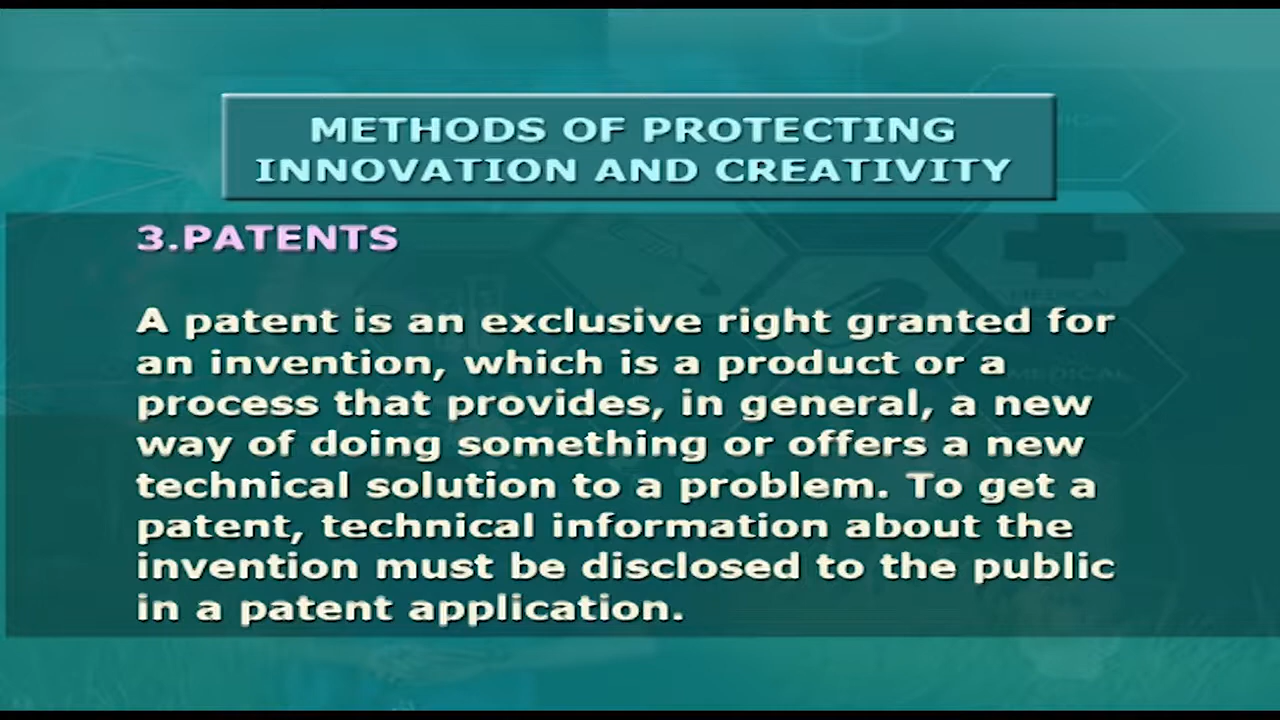 METHODS OF PROTECTING
INNOVATION AND CREATIVITY
3.PATENTS
A patent is an exclusive right granted for
an invention, which is a product or a
process that provides, in general, a new
way of doing something or offers a new
technical solution to a problem. To get a
patent, technical information about the
invention must be disclosed to the public
in a patent application.
MEDICAL
MEDICAL